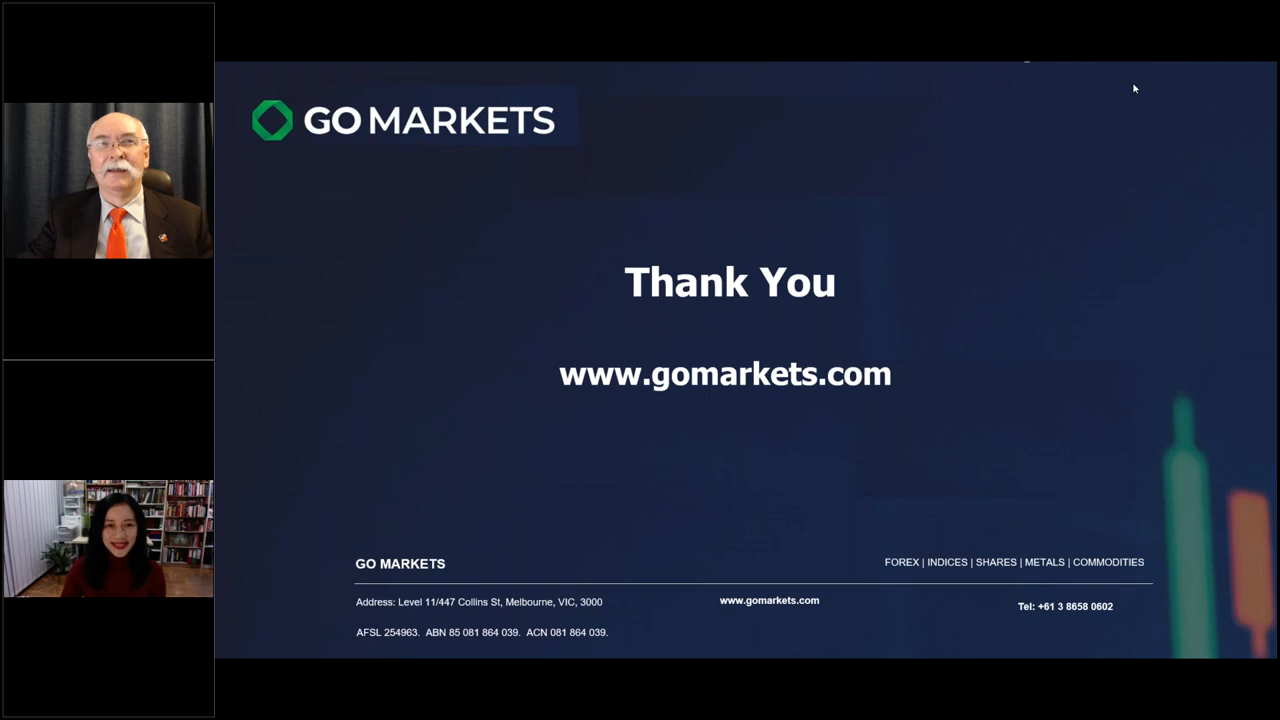 GO MARKETS
Thank You
www.gomarkets.com
GO MARKETS
FOREX | INDICES | SHARES | METALS | COMMODITIES
Address: Level 11/447 Collins St, Melbourne, VIC, 3000
www.gomarkets.com
Tel: +61 3 8658 0602
AFSL 254963. ABN 85 081 864 039. ACN 081 864 039.